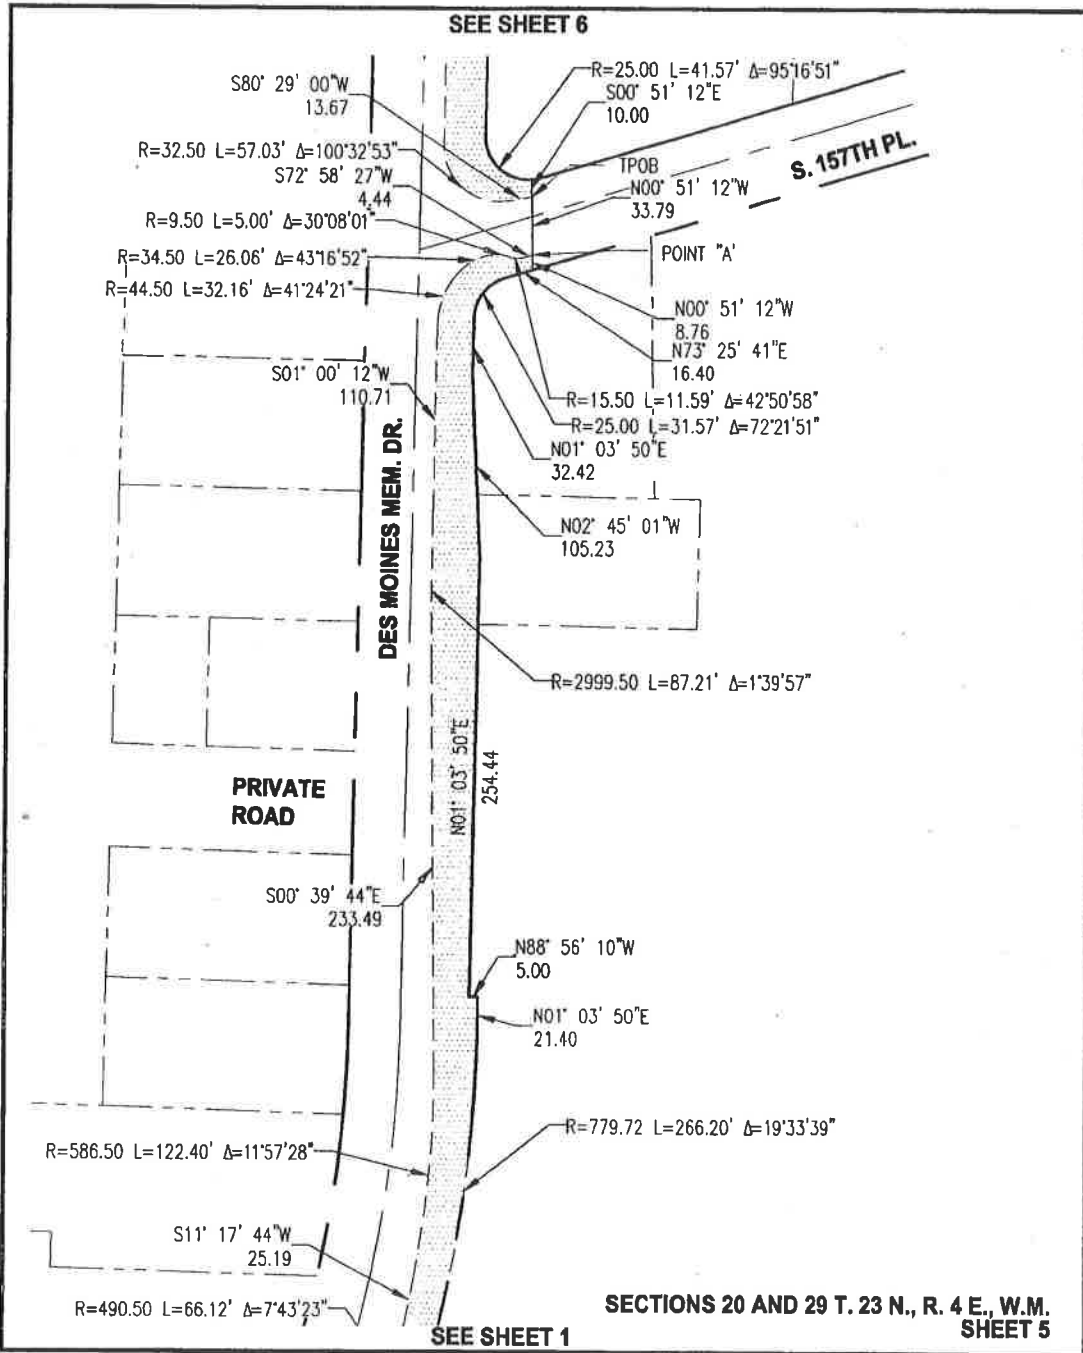 SEE SHEET 6
R=25.00 L=41.57' Δ=95°16'51"
S80° 29' 00"W
13.67
S00° 51' 12"E
10.00
R=32.50 L=57.03' Δ=100°32'53"
S. 157TH PL.
TPOB
S72° 58' 27"W
4.44
N00° 51' 12"W
33.79
R=9.50 L=5.00' Δ=30°08'01"
POINT "A'
R=34.50 L=26.06' Δ=43°16'52"
R=44.50 L=32.16' Δ=41°24'21"
N00° 51' 12"W
8.76
N73° 25' 41"E
16.40
S01° 00' 12"W
110.71
R=15.50 L=11.59' Δ=42°50'58"
R=25.00 L=31.57' Δ=72°21'51"
N01° 03' 50"E
32.42
DES MOINES MEM. DR.
N02° 45' 01"W
105.23
R=2999.50 L=87.21' Δ=1°39'57"
N01° 03' 50"E
254.44
PRIVATE
ROAD
S00° 39' 44"E
233.49
N88° 56' 10"W
5.00
N01° 03' 50"E
21.40
R=779.72 L=266.20' Δ=19°33'39"
R=586.50 L=122.40' Δ=11°57'28"
S11° 17' 44"W
25.19
R=490.50 L=66.12' Δ=7°43'23"
SECTIONS 20 AND 29 T. 23 N., R. 4 E., W.M.
SHEET 5
SEE SHEET 1